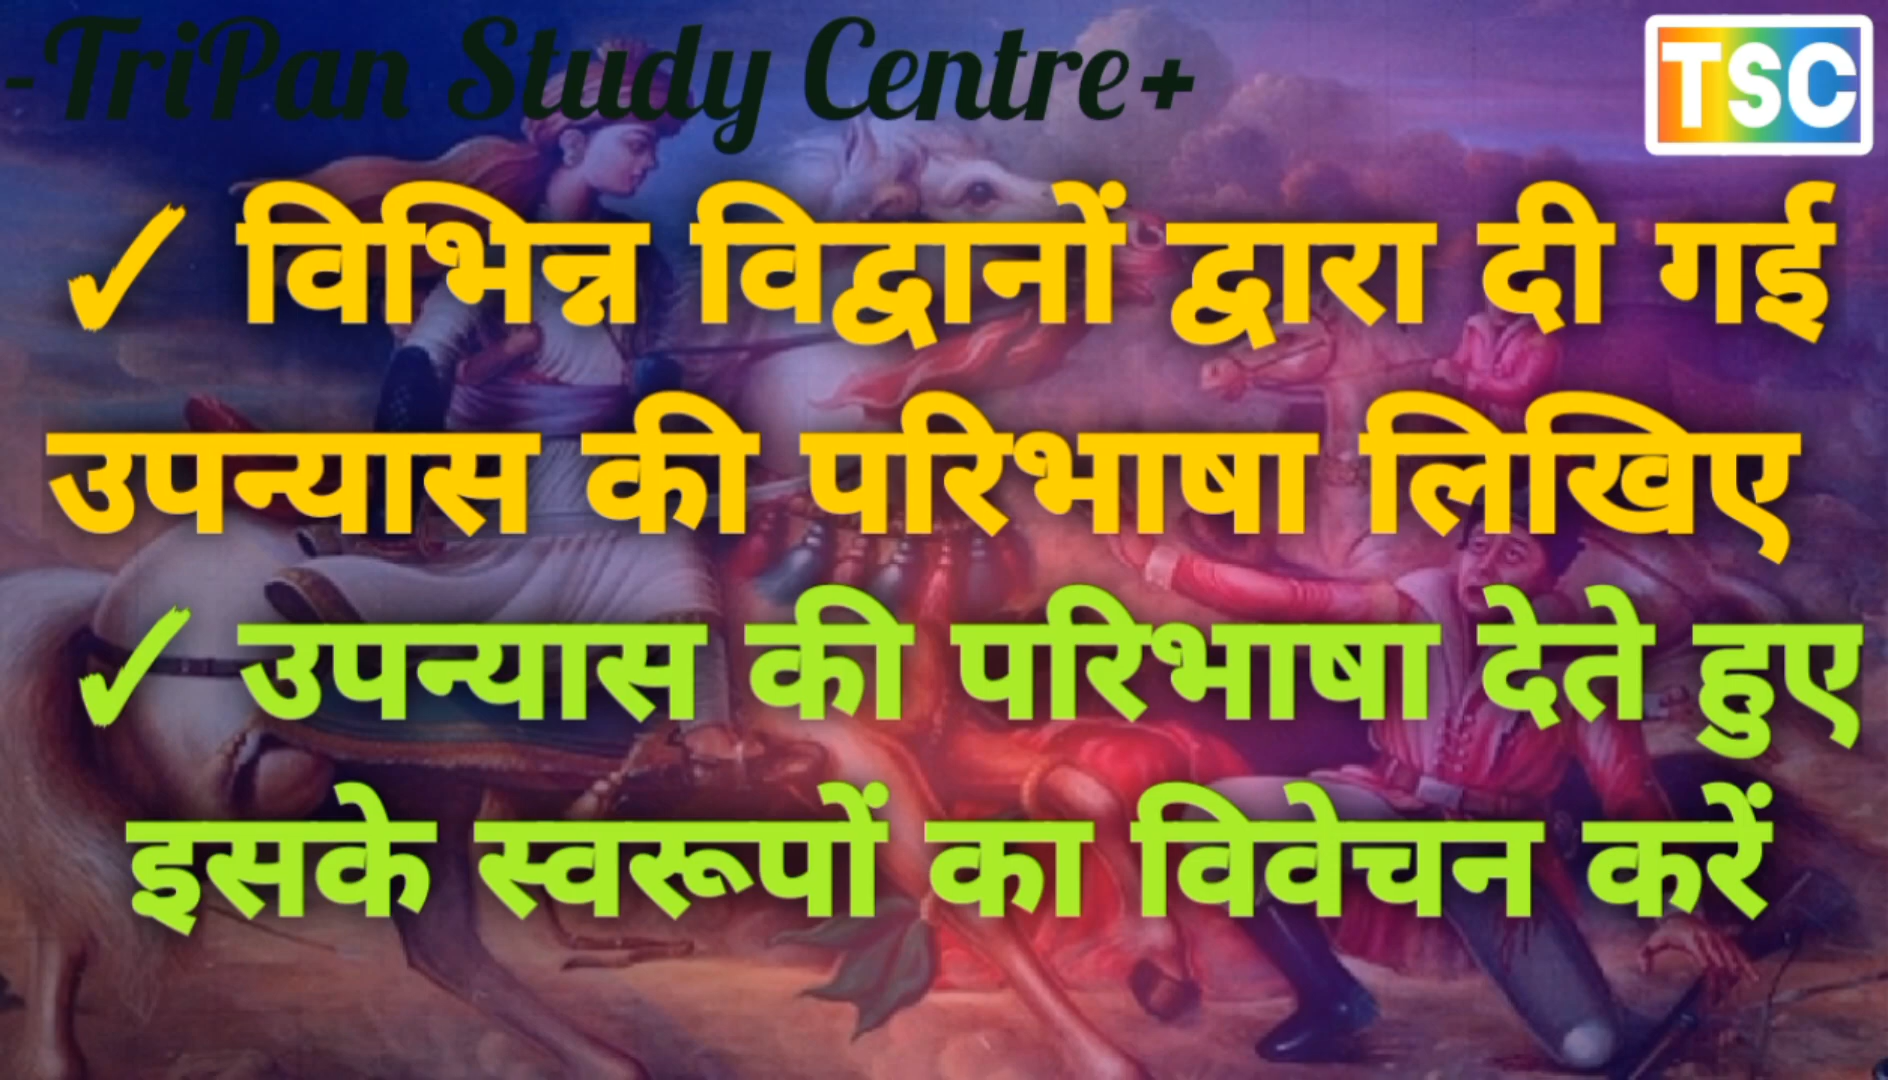 -TriPan Study Centre+
TSC
✓ विभिन्न विद्वानों द्वारा दी गई
उपन्यास की परिभाषा लिखिए
✓ उपन्यास की परिभाषा देते हुए
इसके स्वरूपों का विवेचन करें